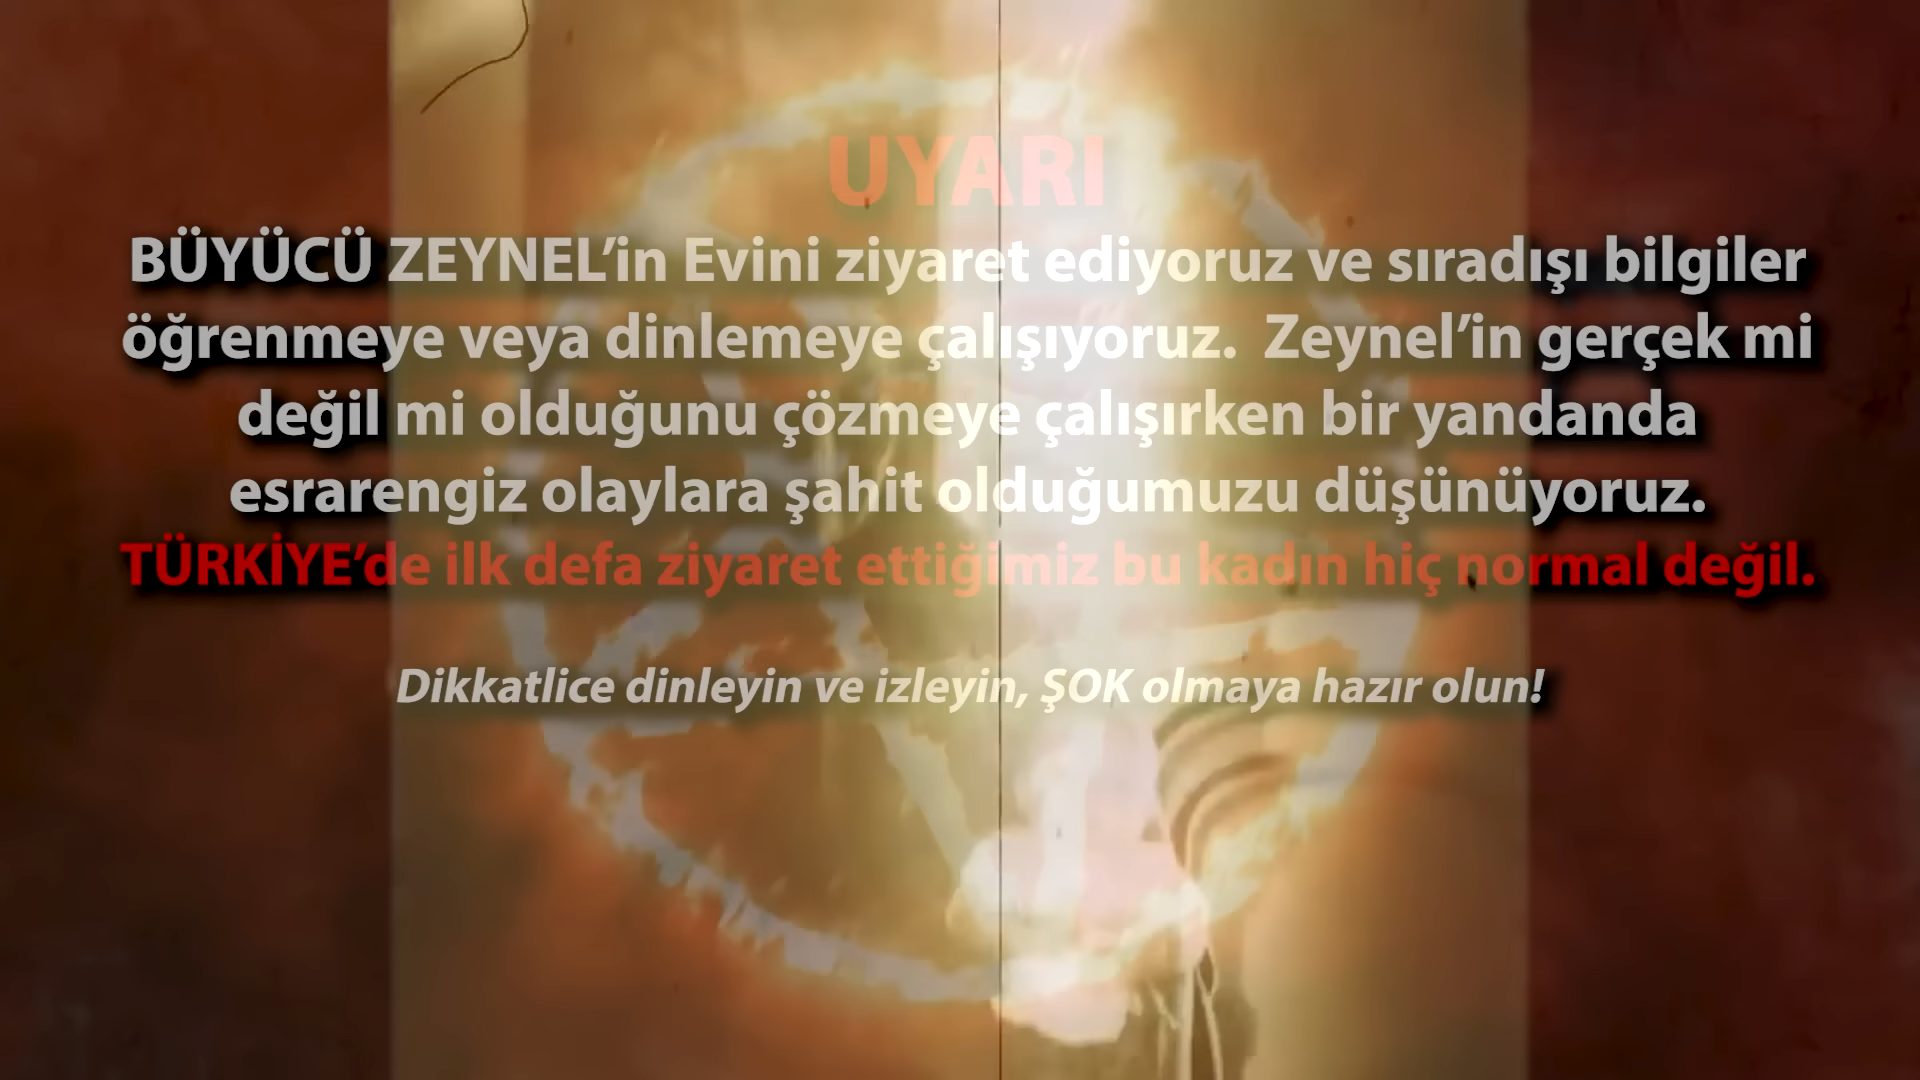 UYARI
BÜYÜCÜ ZEYNEL’in Evini ziyaret ediyoruz ve sıradışı bilgiler
öğrenmeye veya dinlemeye çalışıyoruz. Zeynel’in gerçek mi
değil mi olduğunu çözmeye çalışırken bir yandanda
esrarengiz olaylara şahit olduğumuzu düşünüyoruz.
TÜRKİYE’de ilk defa ziyaret ettiğimiz bu kadın hiç normal değil.
Dikkatlice dinleyin ve izleyin, ŞOK olmaya hazır olun!